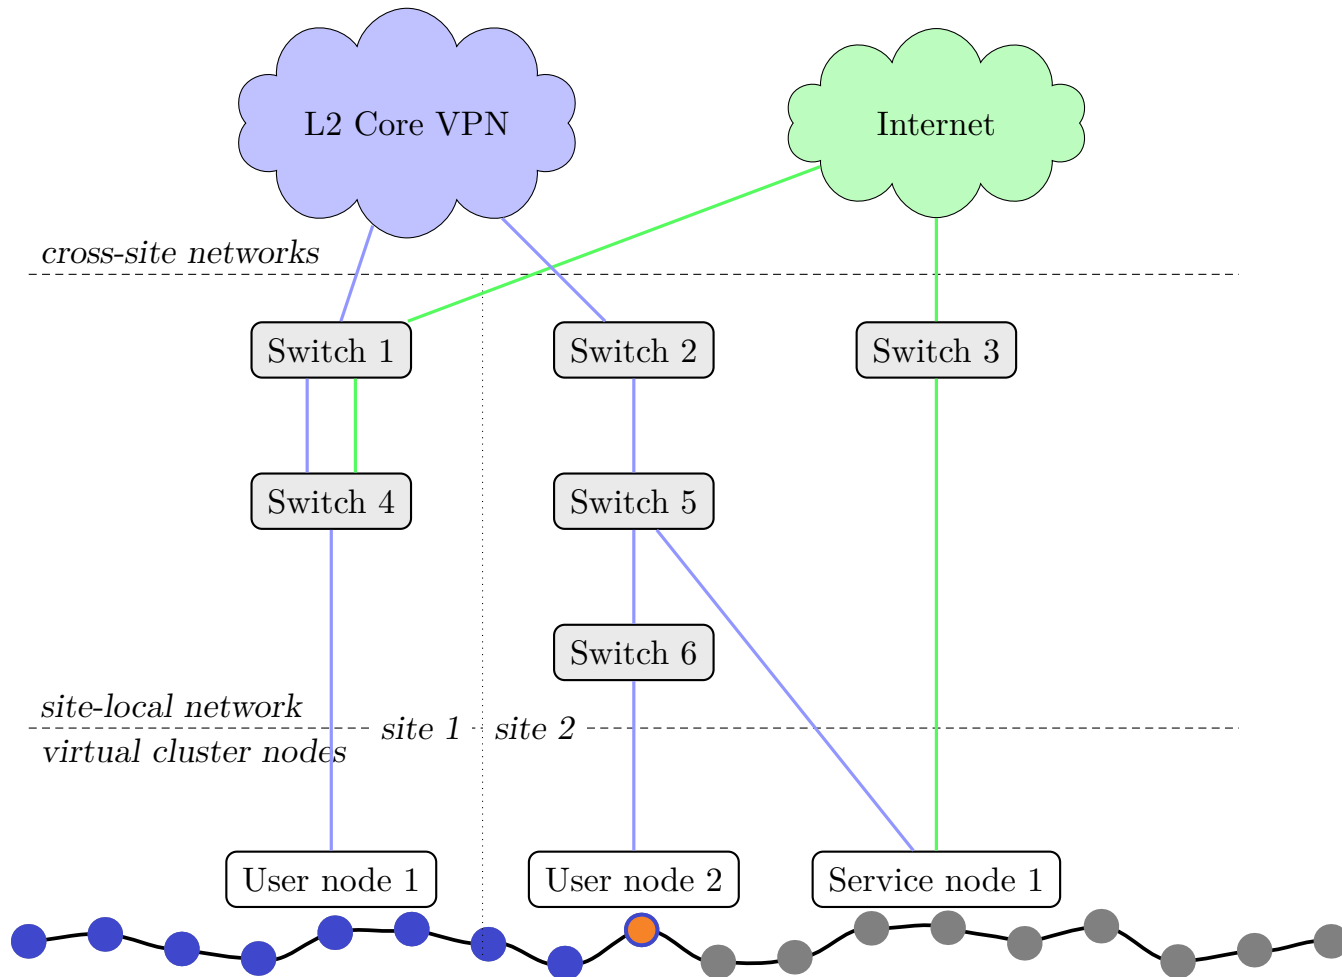 L2 Core VPN
Internet
cross-site networks
Switch 1
Switch 2
Switch 3
Switch 4
Switch 5
Switch 6
site-local network
site 1
site 2
virtual cluster nodes
User node 1
User node 2
Service node 1